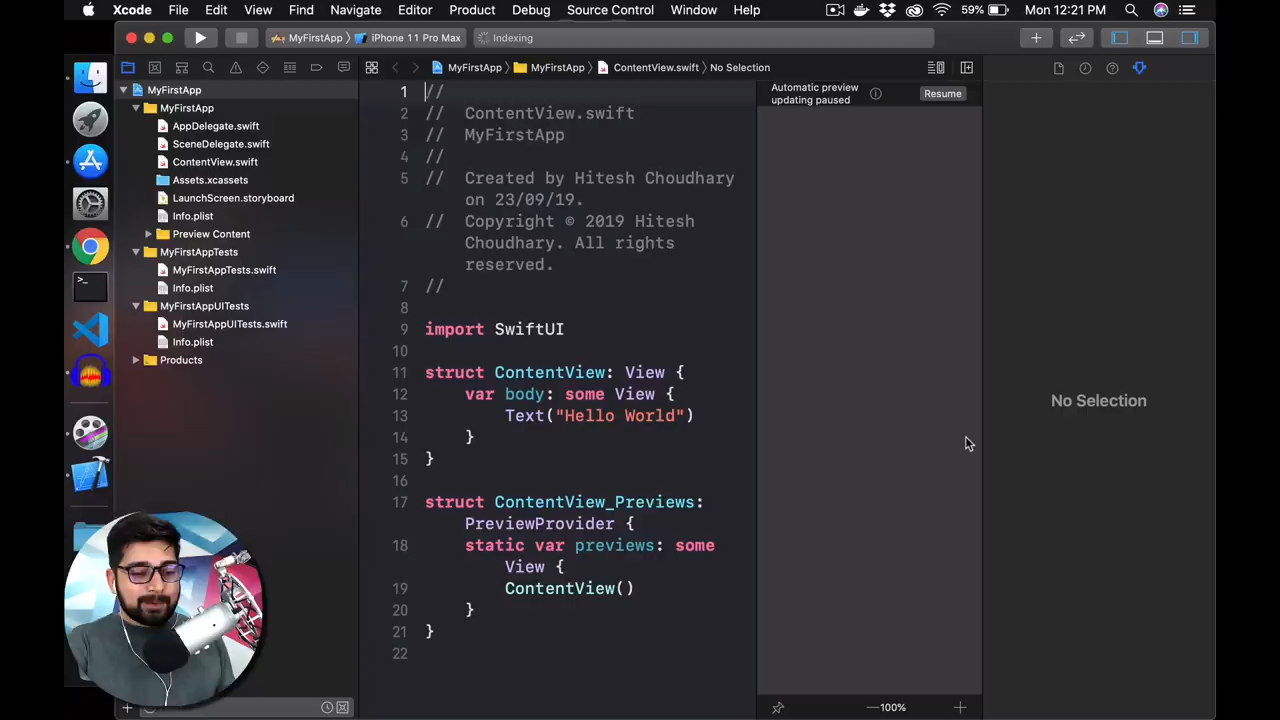 Xcode File Edit View Find Navigate Editor Product Debug Source Control Window Help 59% Mon 12:21 PM
MyFirstApp iPhone 11 Pro Max Indexing
MyFirstApp MyFirstApp ContentView.swift No Selection
MyFirstApp
MyFirstApp
AppDelegate.swift
SceneDelegate.swift
ContentView.swift
Assets.xcassets
LaunchScreen.storyboard
Info.plist
Preview Content
MyFirstAppTests
MyFirstAppTests.swift
Info.plist
MyFirstAppUITests
MyFirstAppUITests.swift
Info.plist
Products
1 //
2 // ContentView.swift
3 // MyFirstApp
4 //
5 // Created by Hitesh Choudhary
on 23/09/19.
6 // Copyright © 2019 Hitesh
Choudhary. All rights
reserved.
7 //
8
9 import SwiftUI
10
11 struct ContentView: View {
12 var body: some View {
13 Text("Hello World")
14 }
15 }
16
17 struct ContentView_Previews:
PreviewProvider {
18 static var previews: some
View {
19 ContentView()
20 }
21 }
22
Automatic preview
updating paused
Resume
No Selection
100%